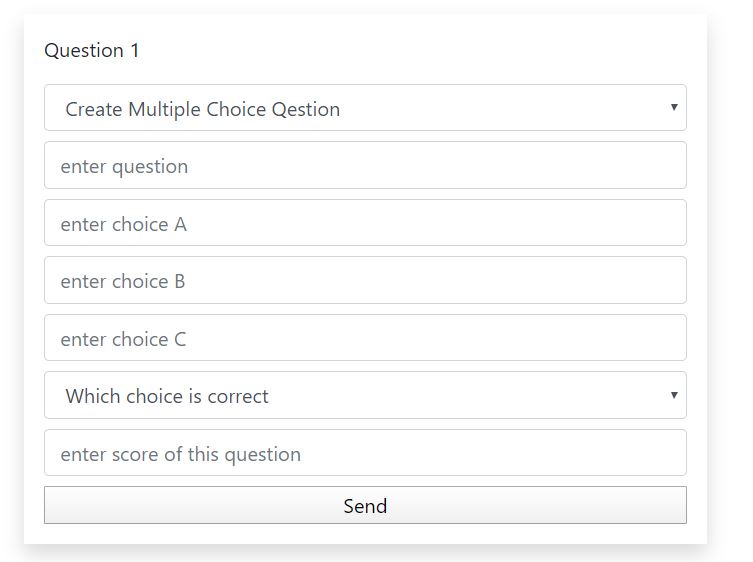 Question 1
Create Multiple Choice Qestion
enter question
enter choice A
enter choice B
enter choice C
Which choice is correct
enter score of this question
Send